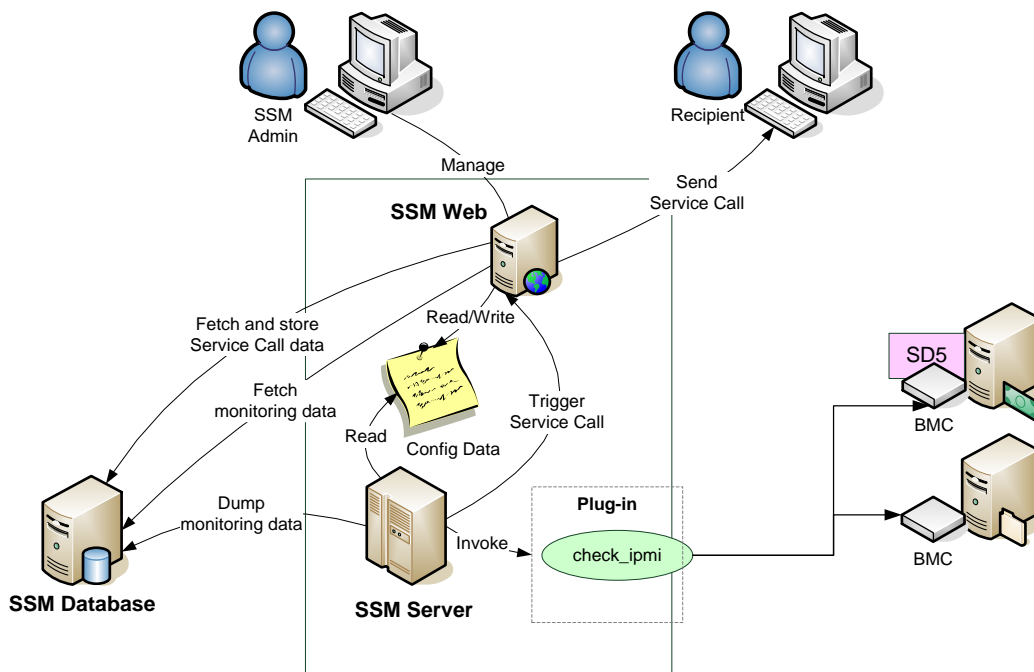 SSM
Admin
Recipient
Manage
Send
Service Call
SSM Web
Fetch and store
Service Call data
Read/Write
Fetch
monitoring data
Trigger
Service Call
Read
Config Data
SD5
BMC
Dump
monitoring data
Plug-in
Invoke
check_ipmi
BMC
SSM Database
SSM Server